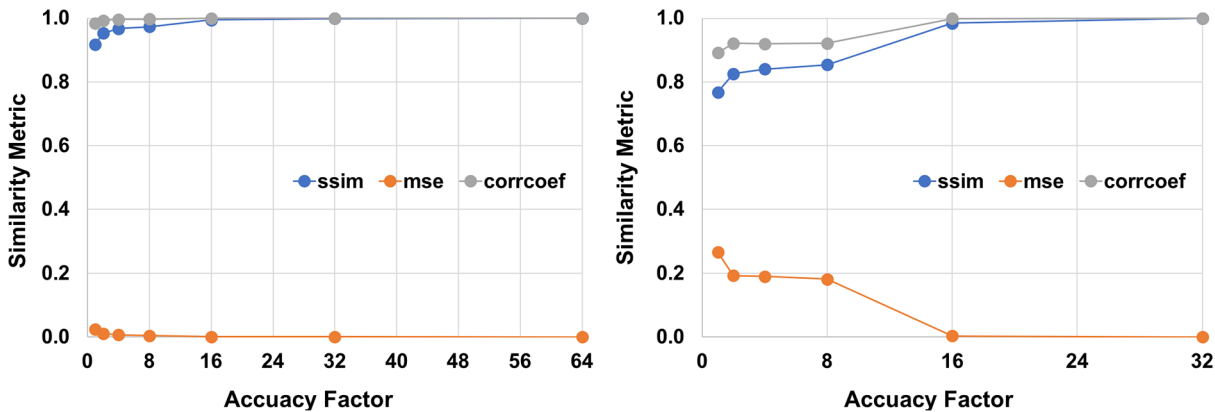 1.0
0.8
0.6
0.4
0.2
0.0
Similarity Metric
ssim mse corrcoef
0 8 16 24 32 40 48 56 64
Accuacy Factor
1.0
0.8
0.6
0.4
0.2
0.0
Similarity Metric
ssim mse corrcoef
0 8 16 24 32
Accuacy Factor